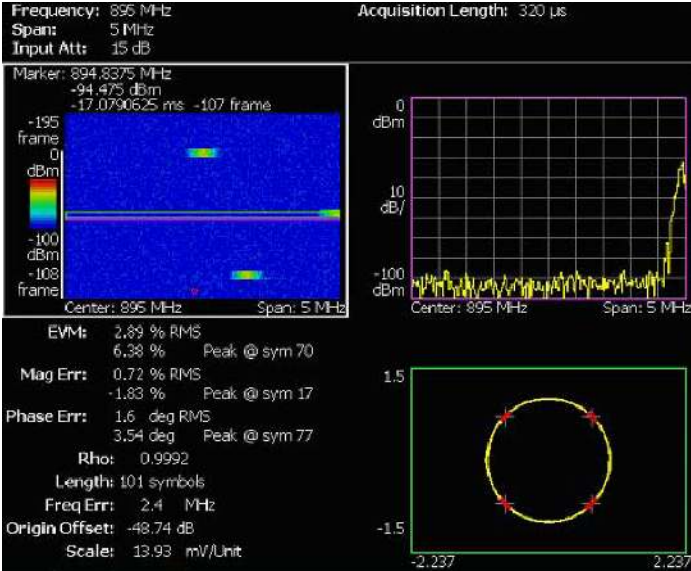 Frequency: 895 MHz
Acquisition Length: 320 µs
Span: 5 MHz
Input Att: 15 dB
Marker: 894.8375 MHz
-94.475 dBm
-17.0790625 ms -107 frame
-195
frame
0
dBm
-100
dBm
-108
frame
Center: 895 MHz Span: 5 MHz
0
dBm
10
dB/
-100
dBm
Center: 895 MHz Span: 5 MHz
EVM: 2.89 % RMS
6.38 % Peak @ sym 70
Mag Err: 0.72 % RMS
-1.83 % Peak @ sym 17
Phase Err: 1.6 deg RMS
3.54 deg Peak @ sym 77
Rho: 0.9992
Length: 101 symbols
Freq Err: 2.4 MHz
Origin Offset: -48.74 dB
Scale: 13.93 mV/Unit
1.5
-1.5
-2.237 2.237